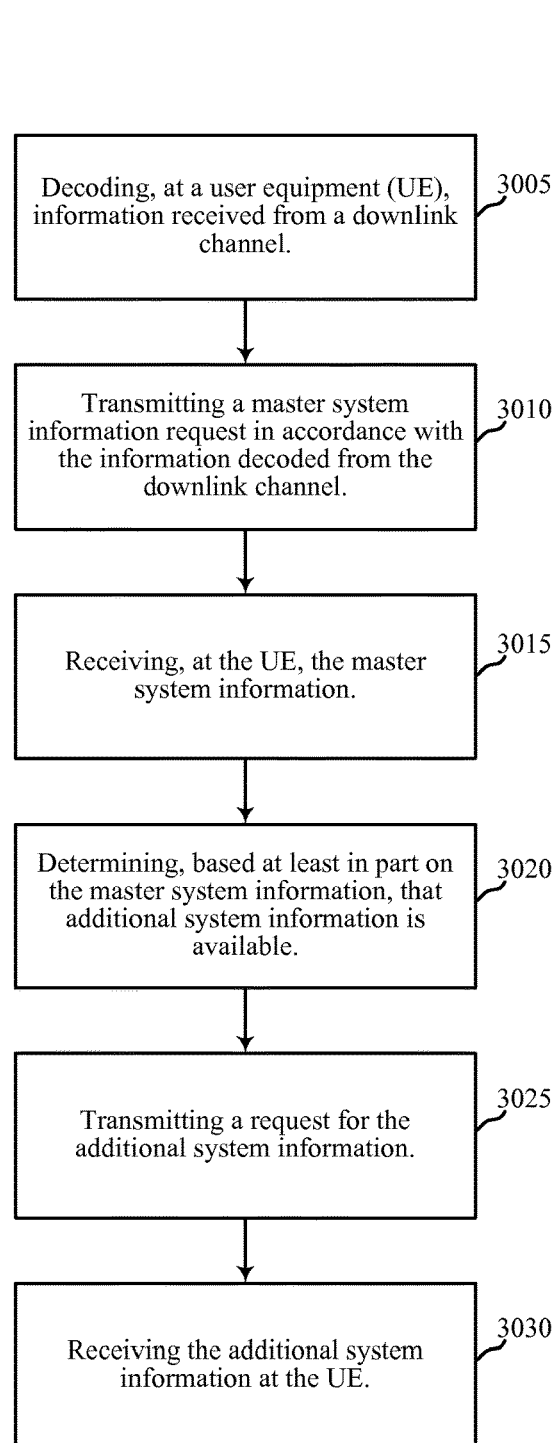 Decoding, at a user equipment (UE),
information received from a downlink
channel.
3005
Transmitting a master system
information request in accordance with
the information decoded from the
downlink channel.
3010
Receiving, at the UE, the master
system information.
3015
Determining, based at least in part on
the master system information, that
additional system information is
available.
3020
Transmitting a request for the
additional system information.
3025
Receiving the additional system
information at the UE.
3030